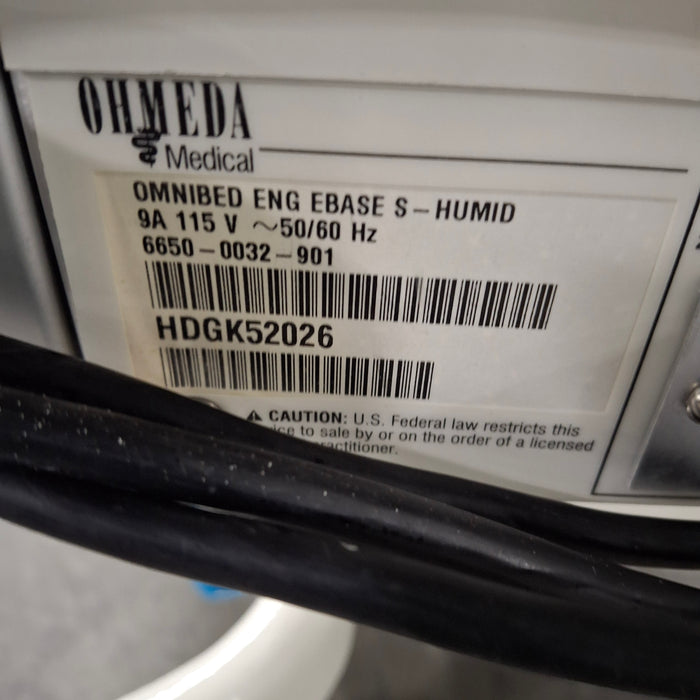 OHMEDA
Medical
OMNIBED ENG EBASE S-HUMID
9A 115 V ~50/60 Hz
6650-0032-901
HDGK52026
⚠ CAUTION: U.S. Federal law restricts this
to sale by or on the order of a licensed